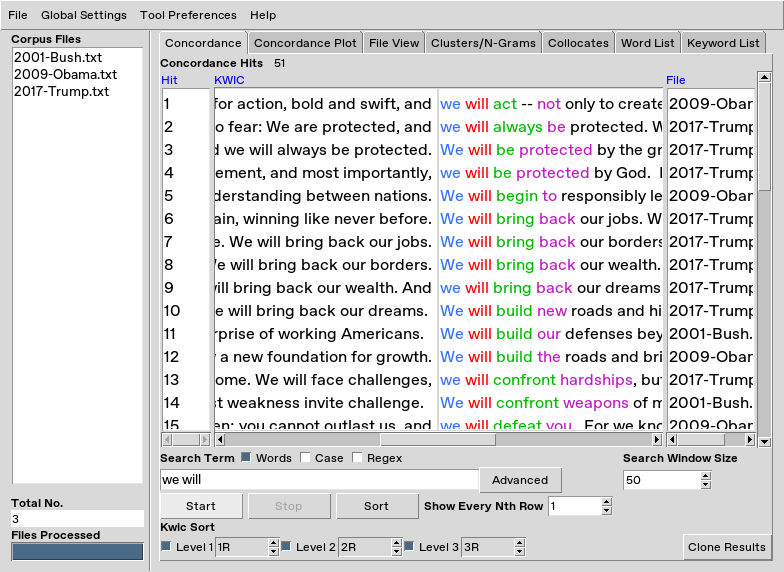 File Global Settings Tool Preferences Help
Corpus Files
2001-Bush.txt
2009-Obama.txt
2017-Trump.txt
Total No.
3
Files Processed
Concordance Concordance Plot File View Clusters/N-Grams Collocates Word List Keyword List
Concordance Hits 51
Hit KWIC File
1 for action, bold and swift, and we will act -- not only to create 2009-Obar
2 o fear: We are protected, and we will always be protected. W 2017-Trump
3 d we will always be protected. We will be protected by the gr 2017-Trump
4 ement, and most importantly, we will be protected by God. I 2017-Trump
5 derstanding between nations. We will begin to responsibly le 2009-Obar
6 ain, winning like never before. We will bring back our jobs. W 2017-Trump
7 e. We will bring back our jobs. We will bring back our borders 2017-Trump
8 e will bring back our borders. We will bring back our wealth. 2017-Trump
9 will bring back our wealth. And we will bring back our dreams 2017-Trump
10 e will bring back our dreams. We will build new roads and hi 2017-Trump
11 rprise of working Americans. We will build our defenses bey 2001-Bush.
12 a new foundation for growth. We will build the roads and bri 2009-Obar
13 ome. We will face challenges, we will confront hardships, bu 2017-Trump
14 t weakness invite challenge. We will confront weapons of m 2001-Bush.
15 en: you cannot outlast us, and we will defeat you. For we kno 2009-Obar
Search Term Words Case Regex Search Window Size
we will Advanced 50
Start Stop Sort Show Every Nth Row 1
Kwic Sort
Level 1 1R Level 2 2R Level 3 3R Clone Results